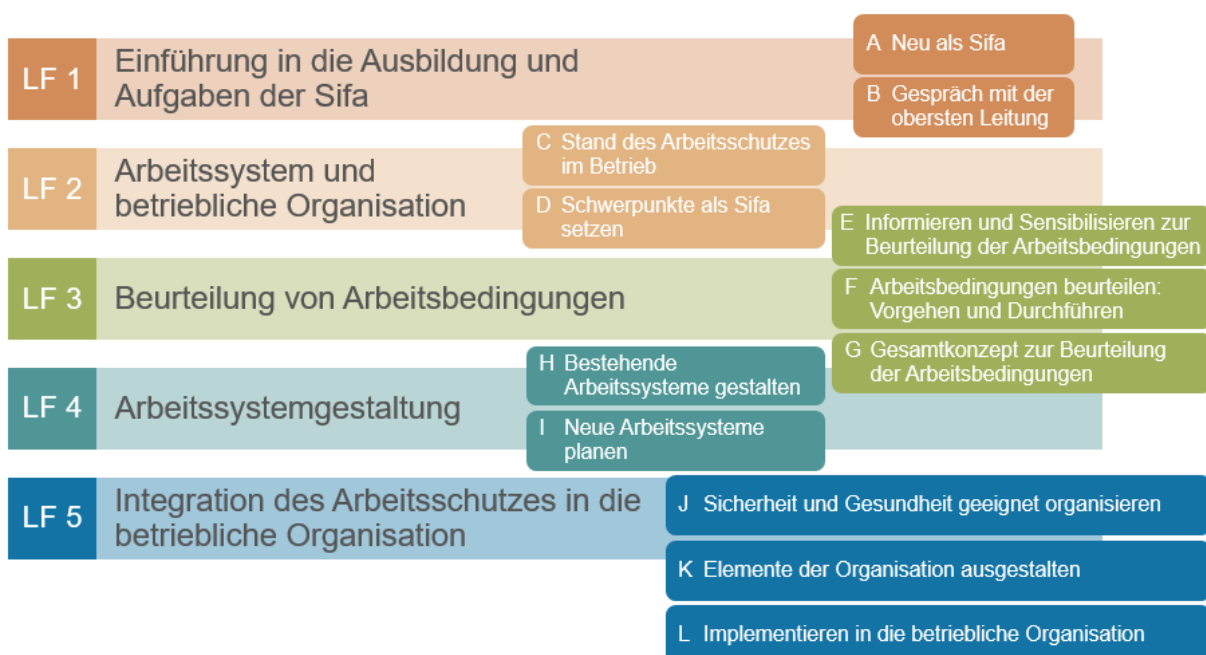 LF 1
Einführung in die Ausbildung und
Aufgaben der Sifa
A Neu als Sifa
B Gespräch mit der
obersten Leitung
LF 2
Arbeitssystem und
betriebliche Organisation
C Stand des Arbeitsschutzes
im Betrieb
D Schwerpunkte als Sifa
setzen
LF 3
Beurteilung von Arbeitsbedingungen
E Informieren und Sensibilisieren zur
Beurteilung der Arbeitsbedingungen
F Arbeitsbedingungen beurteilen:
Vorgehen und Durchführen
G Gesamtkonzept zur Beurteilung
der Arbeitsbedingungen
LF 4
Arbeitssystemgestaltung
H Bestehende
Arbeitssysteme gestalten
I Neue Arbeitssysteme
planen
LF 5
Integration des Arbeitsschutzes in die
betriebliche Organisation
J Sicherheit und Gesundheit geeignet organisieren
K Elemente der Organisation ausgestalten
L Implementieren in die betriebliche Organisation